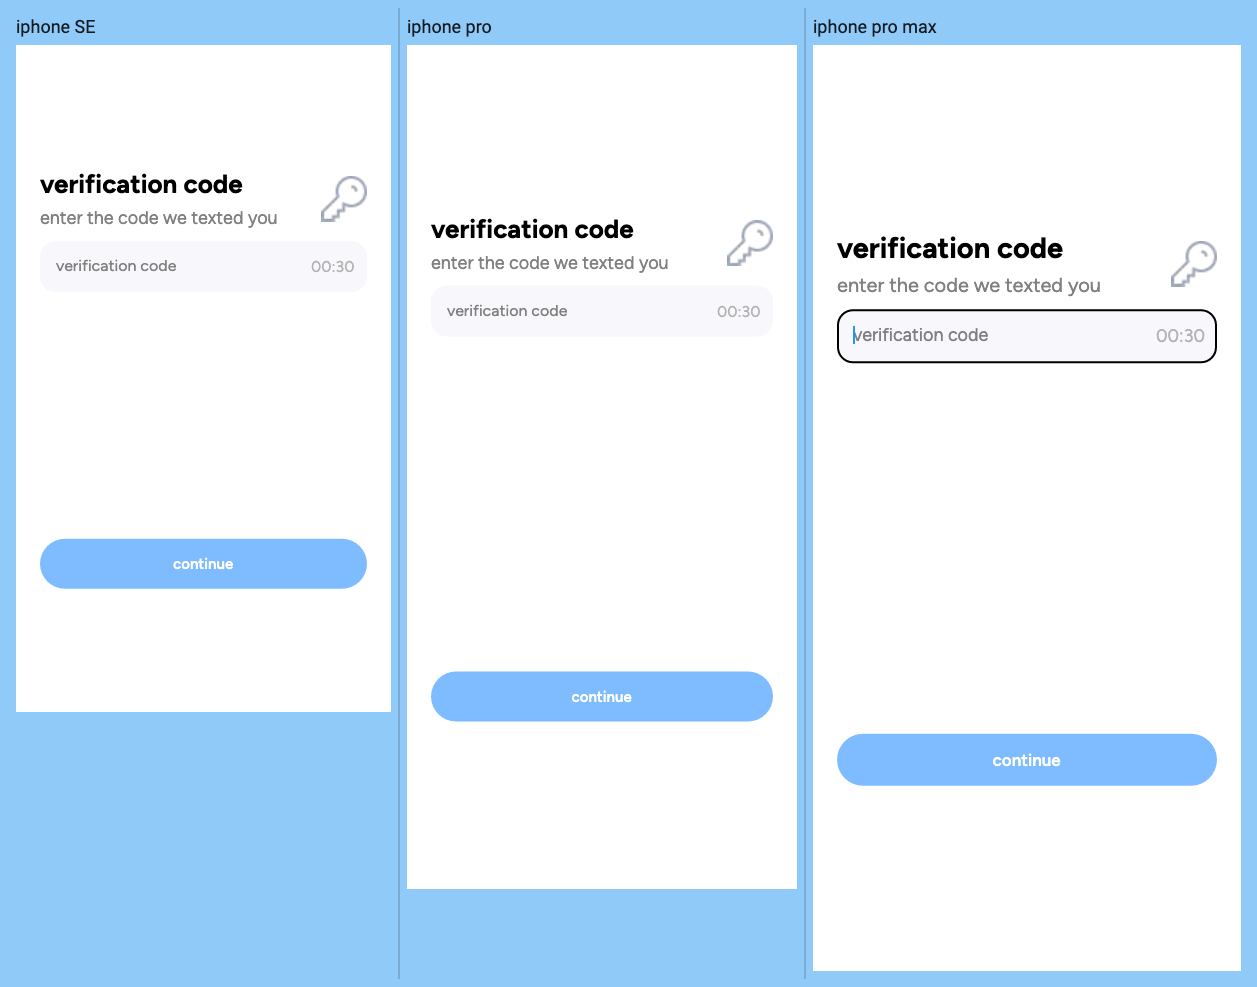 iphone SE
verification code
enter the code we texted you
verification code
00:30
continue
iphone pro
verification code
enter the code we texted you
verification code
00:30
continue
iphone pro max
verification code
enter the code we texted you
verification code
00:30
continue